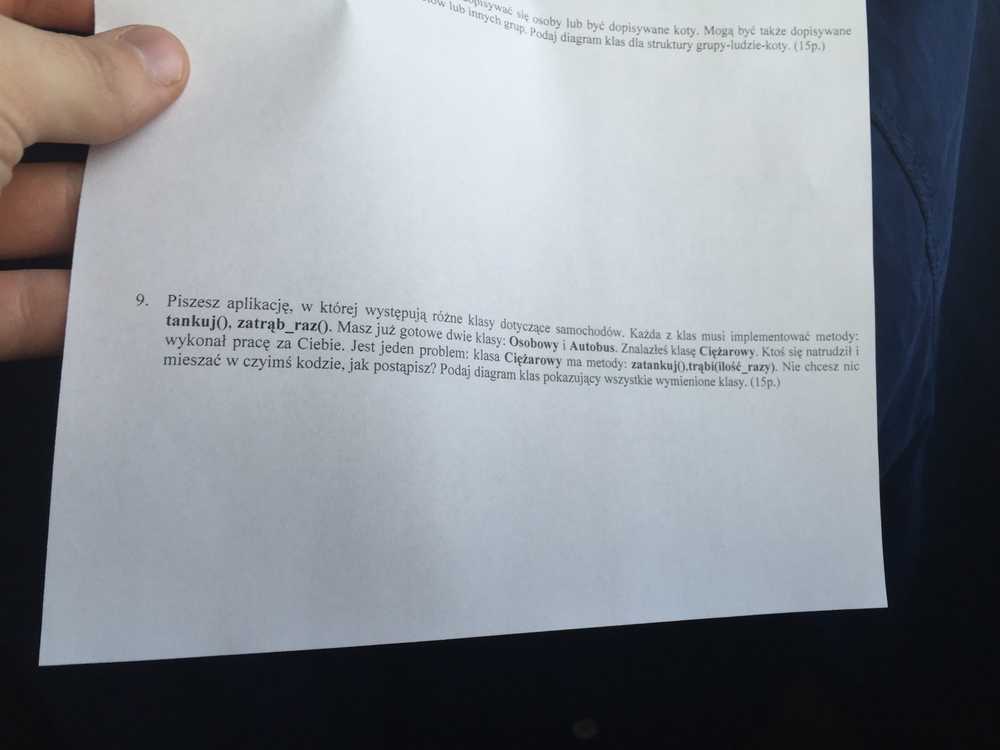 się osoby lub być dopisywane koty. Mogą być także dopisywane
lub innych grup. Podaj diagram klas dla struktury grupy-ludzie-koty. (15p.)
9. Piszesz aplikację, w której występują różne klasy dotyczące samochodów. Każda z klas musi implementować metody:
tankuj(), zatrąb_raz(). Masz już gotowe dwie klasy: Osobowy i Autobus. Znalazłeś klasę Ciężarowy. Ktoś się natrudził i
wykonał pracę za Ciebie. Jest jeden problem: klasa Ciężarowy ma metody: zatankuj(),trąbi(ilość_razy). Nie chcesz nic
mieszać w czyimś kodzie, jak postąpisz? Podaj diagram klas pokazujący wszystkie wymienione klasy. (15p.)